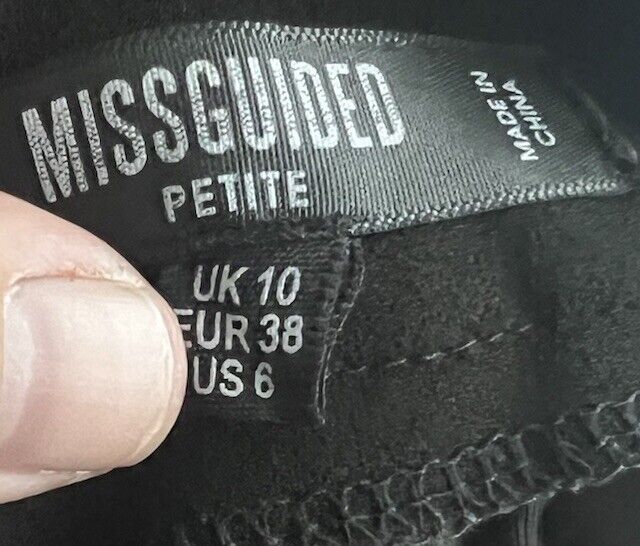 MISSGUIDED
PETITE
MADE IN
CHINA
UK 10
EUR 38
US 6